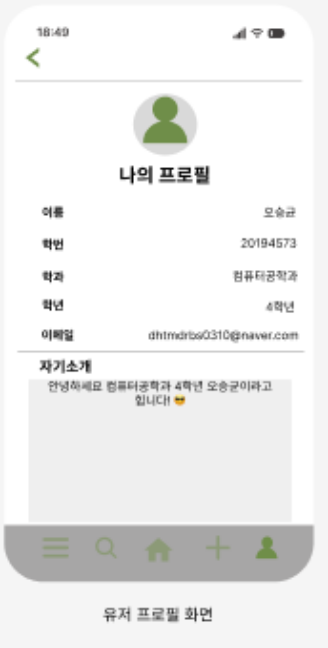 18:49
나의 프로필
이름 오승균
학번 20194573
학과 컴퓨터공학과
학년 4학년
이메일 dhtmdrbs0310@naver.com
자기소개
안녕하세요 컴퓨터공학과 4학년 오승균이라고
합니다! 😎
유저 프로필 화면